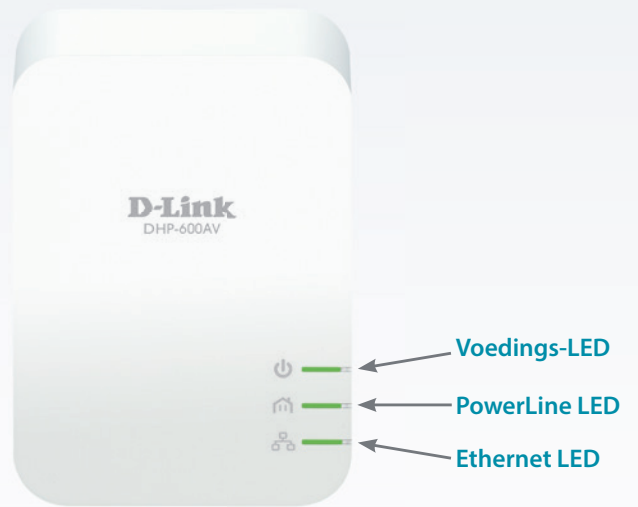 D-Link
DHP-600AV
Voedings-LED
PowerLine LED
Ethernet LED